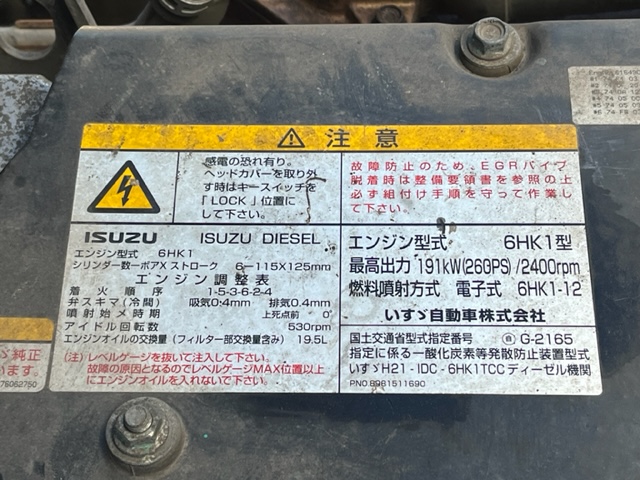 注意
感電の恐れ有り。
ヘッドカバーを取り外
す時はキースイッチを
「LOCK」位置に
して下さい。
故障防止のため、EGRパイプ
脱着時は整備要領書を参照の上
必ず組付け手順を守って作業し
て下さい。
ISUZU ISUZU DIESEL
エンジン型式 6HK1
シリンダー数ーボアXストローク 6-115X125mm
エンジン調整表
着火順序 1-5-3-6-2-4
弁スキマ(冷間) 吸気0.4mm 排気0.4mm
噴射始メ時期 上死点前 0°
アイドル回転数 530rpm
エンジンオイルの交換量(フィルター部交換量含み) 19.5L
(注)レベルゲージを抜いて注入して下さい。
故障の原因となるのでレベルゲージMAX位置以上
にエンジンオイルを入れないで下さい。
エンジン型式 6HK1型
最高出力 191kW(260PS)/2400rpm
燃料噴射方式 電子式 6HK1-12
いすゞ自動車株式会社
国土交通省型式指定番号 G-2165
指定に係る一酸化炭素等発散防止装置型式
いすゞH21-IDC-6HK1TCCディーゼル機関
PNO.8981511690
ゞ純正
います。
76062750